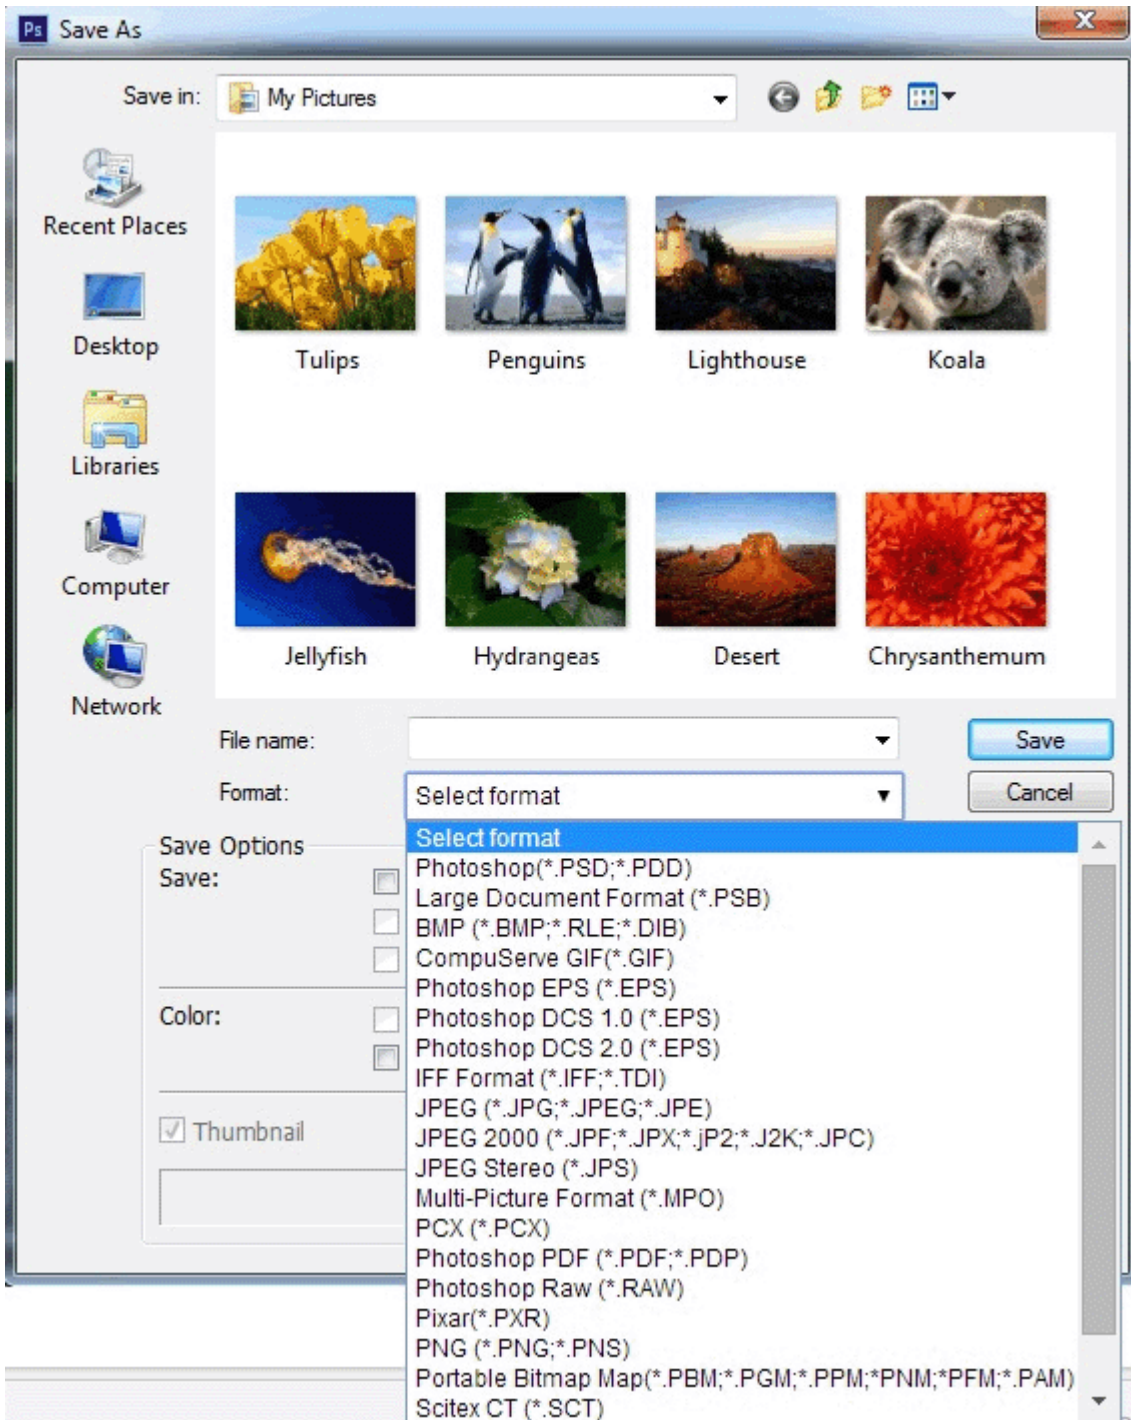 Ps Save As
Save in: My Pictures
Recent Places
Desktop
Libraries
Computer
Network
Tulips Penguins Lighthouse Koala
Jellyfish Hydrangeas Desert Chrysanthemum
File name: Save
Format: Select format Cancel
Save Options
Save:
Color:
Thumbnail
Select format
Photoshop(*.PSD;*.PDD)
Large Document Format (*.PSB)
BMP (*.BMP;*.RLE;*.DIB)
CompuServe GIF(*.GIF)
Photoshop EPS (*.EPS)
Photoshop DCS 1.0 (*.EPS)
Photoshop DCS 2.0 (*.EPS)
IFF Format (*.IFF;*.TDI)
JPEG (*.JPG;*.JPEG;*.JPE)
JPEG 2000 (*.JPF;*.JPX;*.jP2;*.J2K;*.JPC)
JPEG Stereo (*.JPS)
Multi-Picture Format (*.MPO)
PCX (*.PCX)
Photoshop PDF (*.PDF;*.PDP)
Photoshop Raw (*.RAW)
Pixar(*.PXR)
PNG (*.PNG;*.PNS)
Portable Bitmap Map(*.PBM;*.PGM;*.PPM;*PNM;*PFM;*.PAM)
Scitex CT (*.SCT)